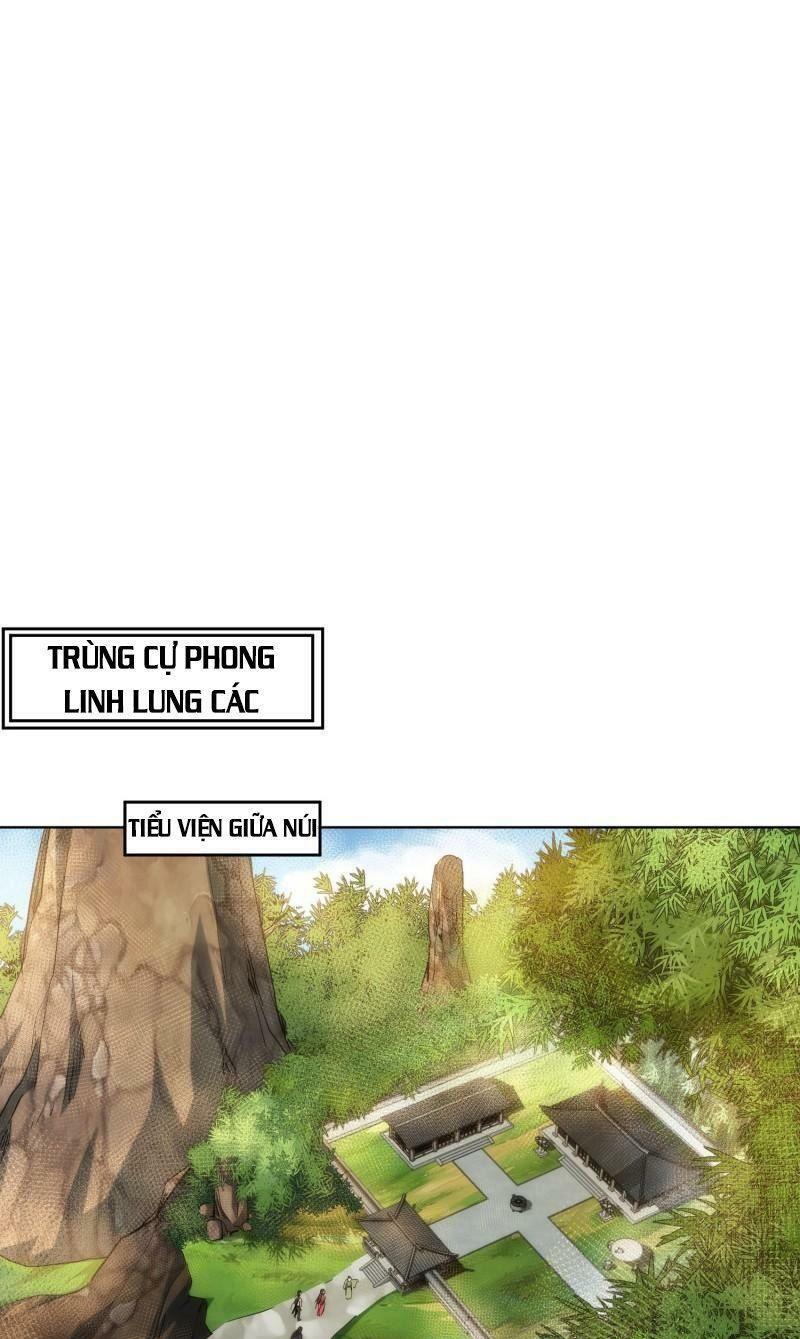 TRÙNG CỰ PHONG
LINH LUNG CÁC
TIỂU VIỆN GIỮA NÚI